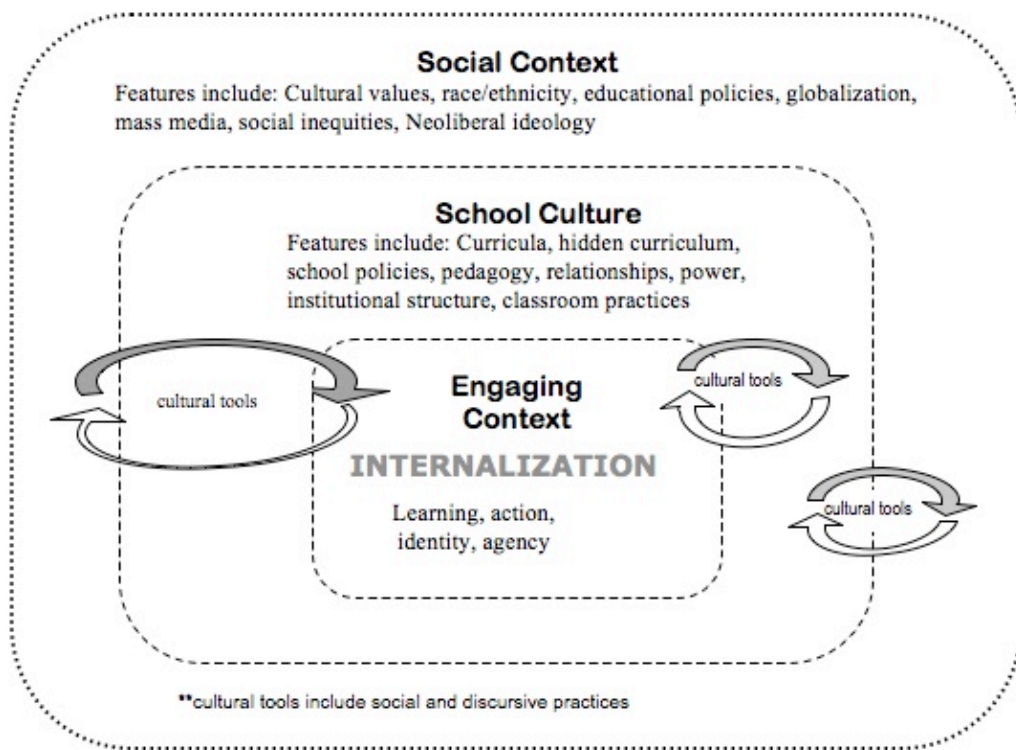 Social Context
Features include: Cultural values, race/ethnicity, educational policies, globalization,
mass media, social inequities, Neoliberal ideology
School Culture
Features include: Curricula, hidden curriculum,
school policies, pedagogy, relationships, power,
institutional structure, classroom practices
cultural tools
Engaging
Context
INTERNALIZATION
Learning, action,
identity, agency
cultural tools
cultural tools
**cultural tools include social and discursive practices